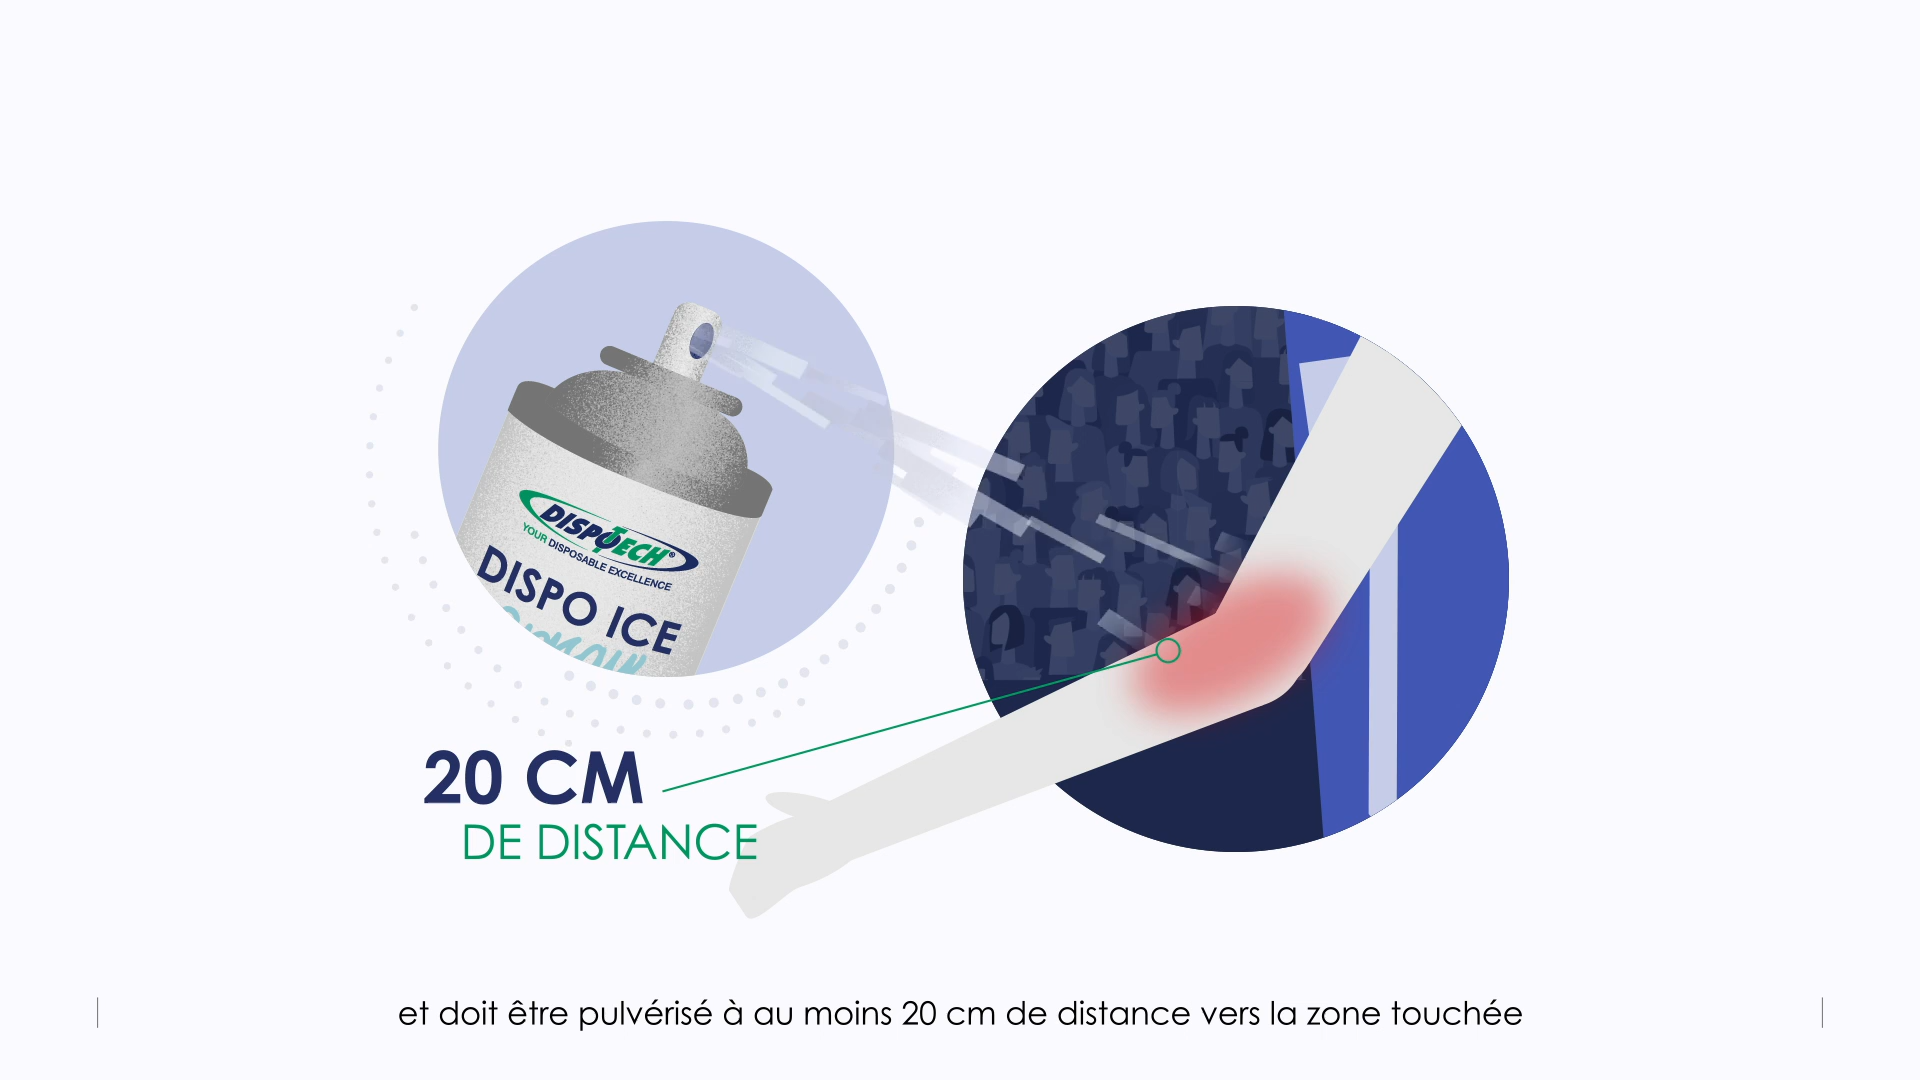 DISPOTECH®
YOUR DISPOSABLE EXCELLENCE
DISPO ICE
20 CM
DE DISTANCE
et doit être pulvérisé à au moins 20 cm de distance vers la zone touchée